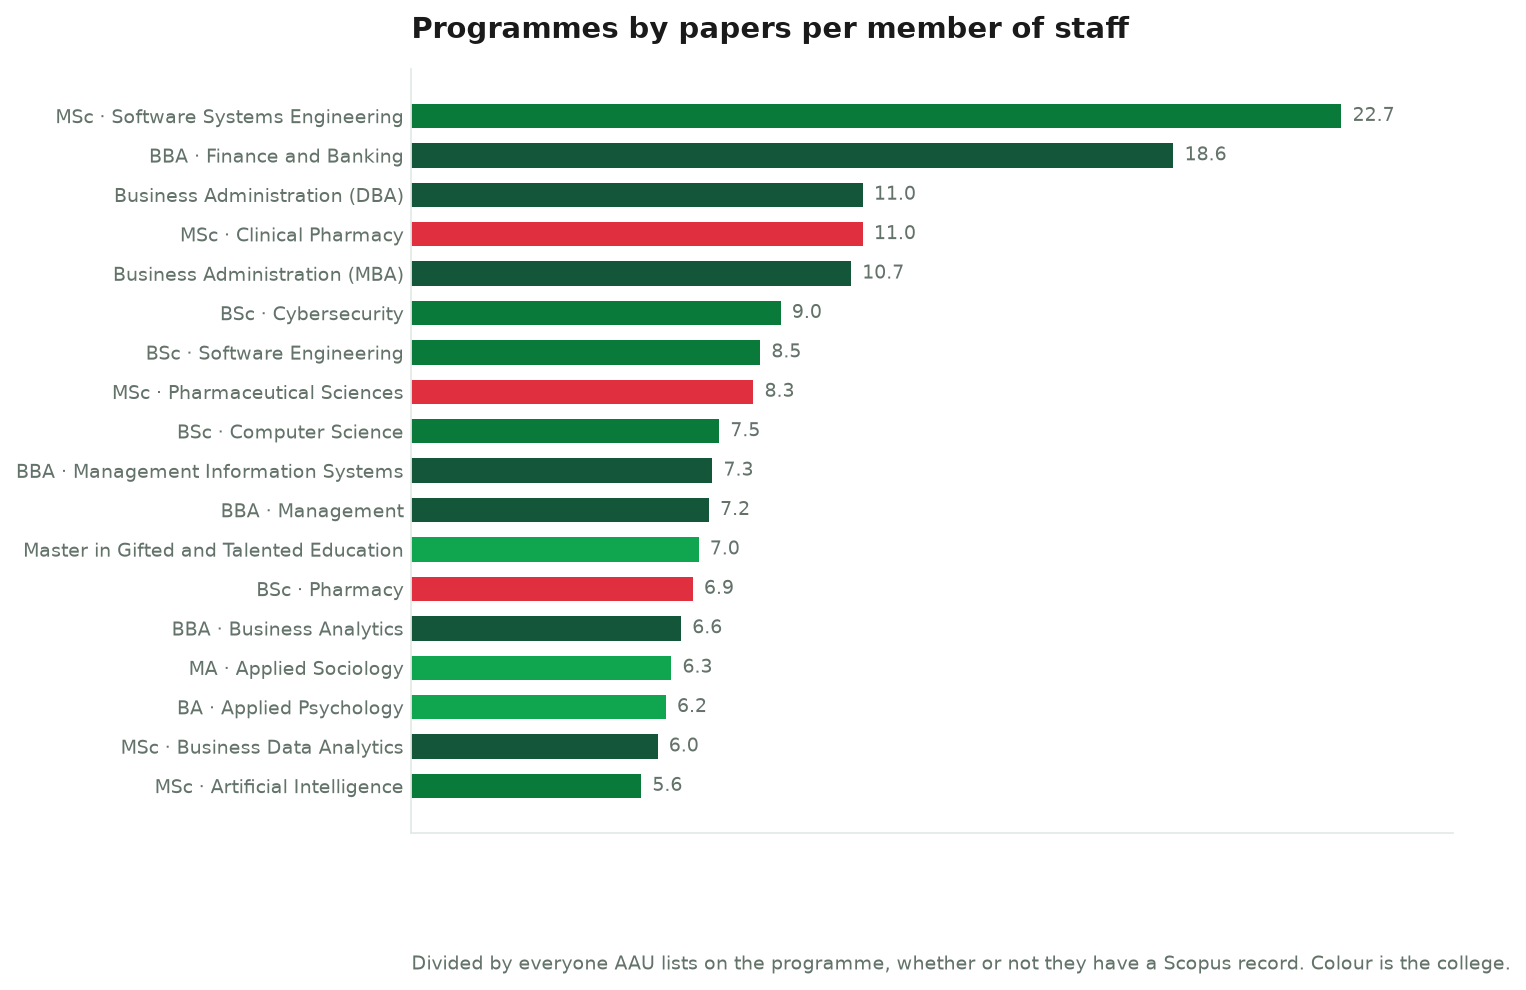 Programmes by papers per member of staff
MSc · Software Systems Engineering 22.7
BBA · Finance and Banking 18.6
Business Administration (DBA) 11.0
MSc · Clinical Pharmacy 11.0
Business Administration (MBA) 10.7
BSc · Cybersecurity 9.0
BSc · Software Engineering 8.5
MSc · Pharmaceutical Sciences 8.3
BSc · Computer Science 7.5
BBA · Management Information Systems 7.3
BBA · Management 7.2
Master in Gifted and Talented Education 7.0
BSc · Pharmacy 6.9
BBA · Business Analytics 6.6
MA · Applied Sociology 6.3
BA · Applied Psychology 6.2
MSc · Business Data Analytics 6.0
MSc · Artificial Intelligence 5.6
Divided by everyone AAU lists on the programme, whether or not they have a Scopus record. Colour is the college.